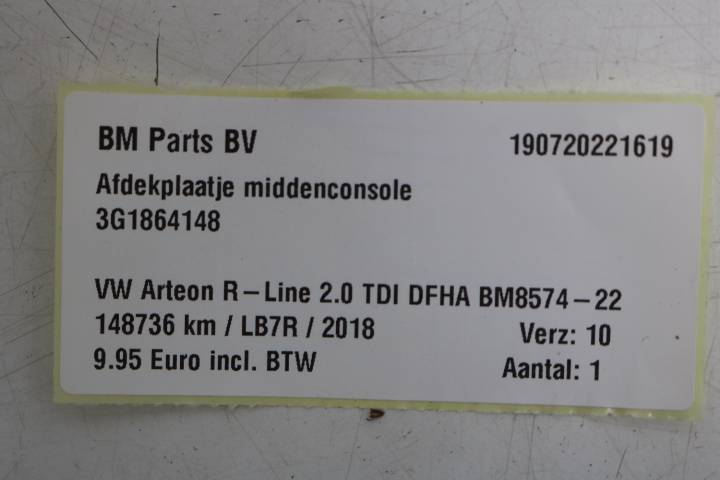 BM Parts BV 190720221619
Afdekplaatje middenconsole
3G1864148
VW Arteon R-Line 2.0 TDI DFHA BM8574-22
148736 km / LB7R / 2018 Verz: 10
9.95 Euro incl. BTW Aantal: 1